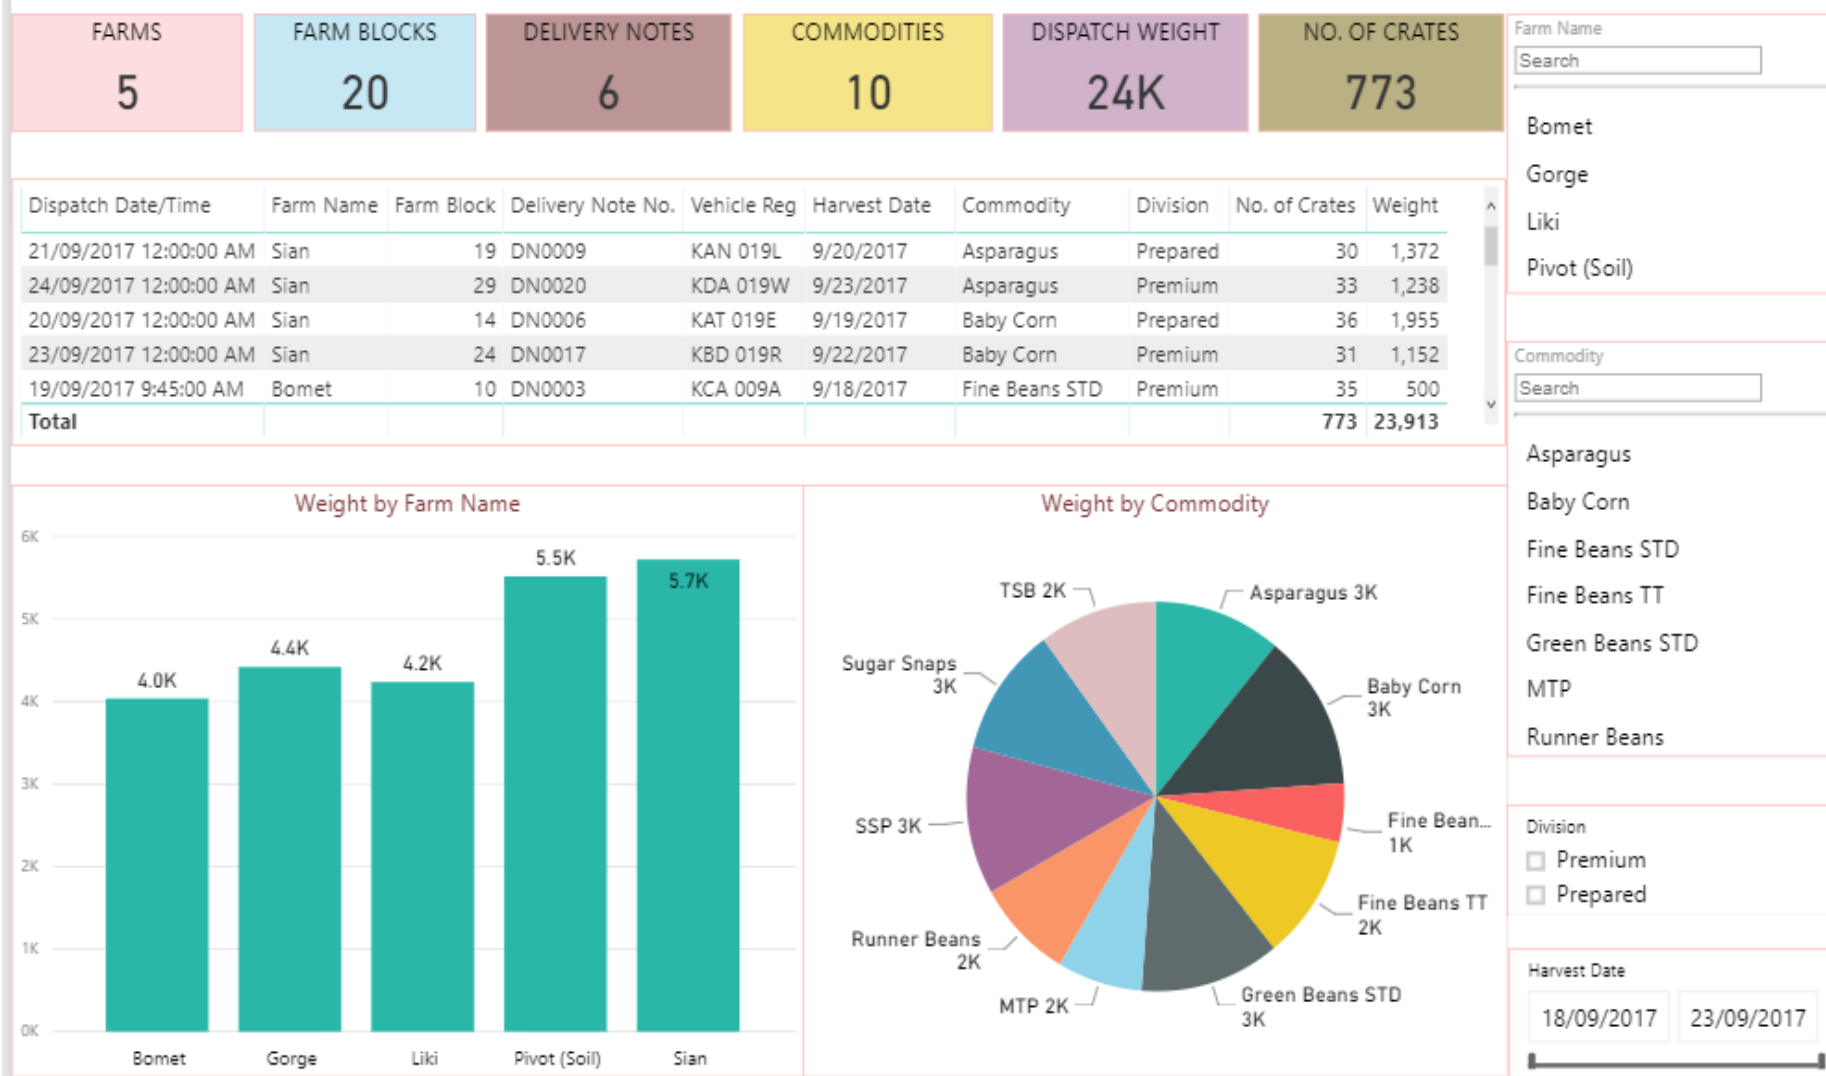 FARMS
5
FARM BLOCKS
20
DELIVERY NOTES
6
COMMODITIES
10
DISPATCH WEIGHT
24K
NO. OF CRATES
773
Dispatch Date/Time Farm Name Farm Block Delivery Note No. Vehicle Reg Harvest Date Commodity Division No. of Crates Weight
21/09/2017 12:00:00 AM Sian 19 DN0009 KAN 019L 9/20/2017 Asparagus Prepared 30 1,372
24/09/2017 12:00:00 AM Sian 29 DN0020 KDA 019W 9/23/2017 Asparagus Premium 33 1,238
20/09/2017 12:00:00 AM Sian 14 DN0006 KAT 019E 9/19/2017 Baby Corn Prepared 36 1,955
23/09/2017 12:00:00 AM Sian 24 DN0017 KBD 019R 9/22/2017 Baby Corn Premium 31 1,152
19/09/2017 9:45:00 AM Bomet 10 DN0003 KCA 009A 9/18/2017 Fine Beans STD Premium 35 500
Total 773 23,913
Weight by Farm Name
6K
5K
4K
3K
2K
1K
0K
4.0K
4.4K
4.2K
5.5K
5.7K
Bomet
Gorge
Liki
Pivot (Soil)
Sian
Weight by Commodity
Asparagus 3K
Baby Corn
3K
Fine Bean...
1K
Fine Beans TT
2K
Green Beans STD
3K
MTP 2K
Runner Beans
2K
SSP 3K
Sugar Snaps
3K
TSB 2K
Farm Name
Search
Bomet
Gorge
Liki
Pivot (Soil)
Commodity
Search
Asparagus
Baby Corn
Fine Beans STD
Fine Beans TT
Green Beans STD
MTP
Runner Beans
Division
Premium
Prepared
Harvest Date
18/09/2017 23/09/2017